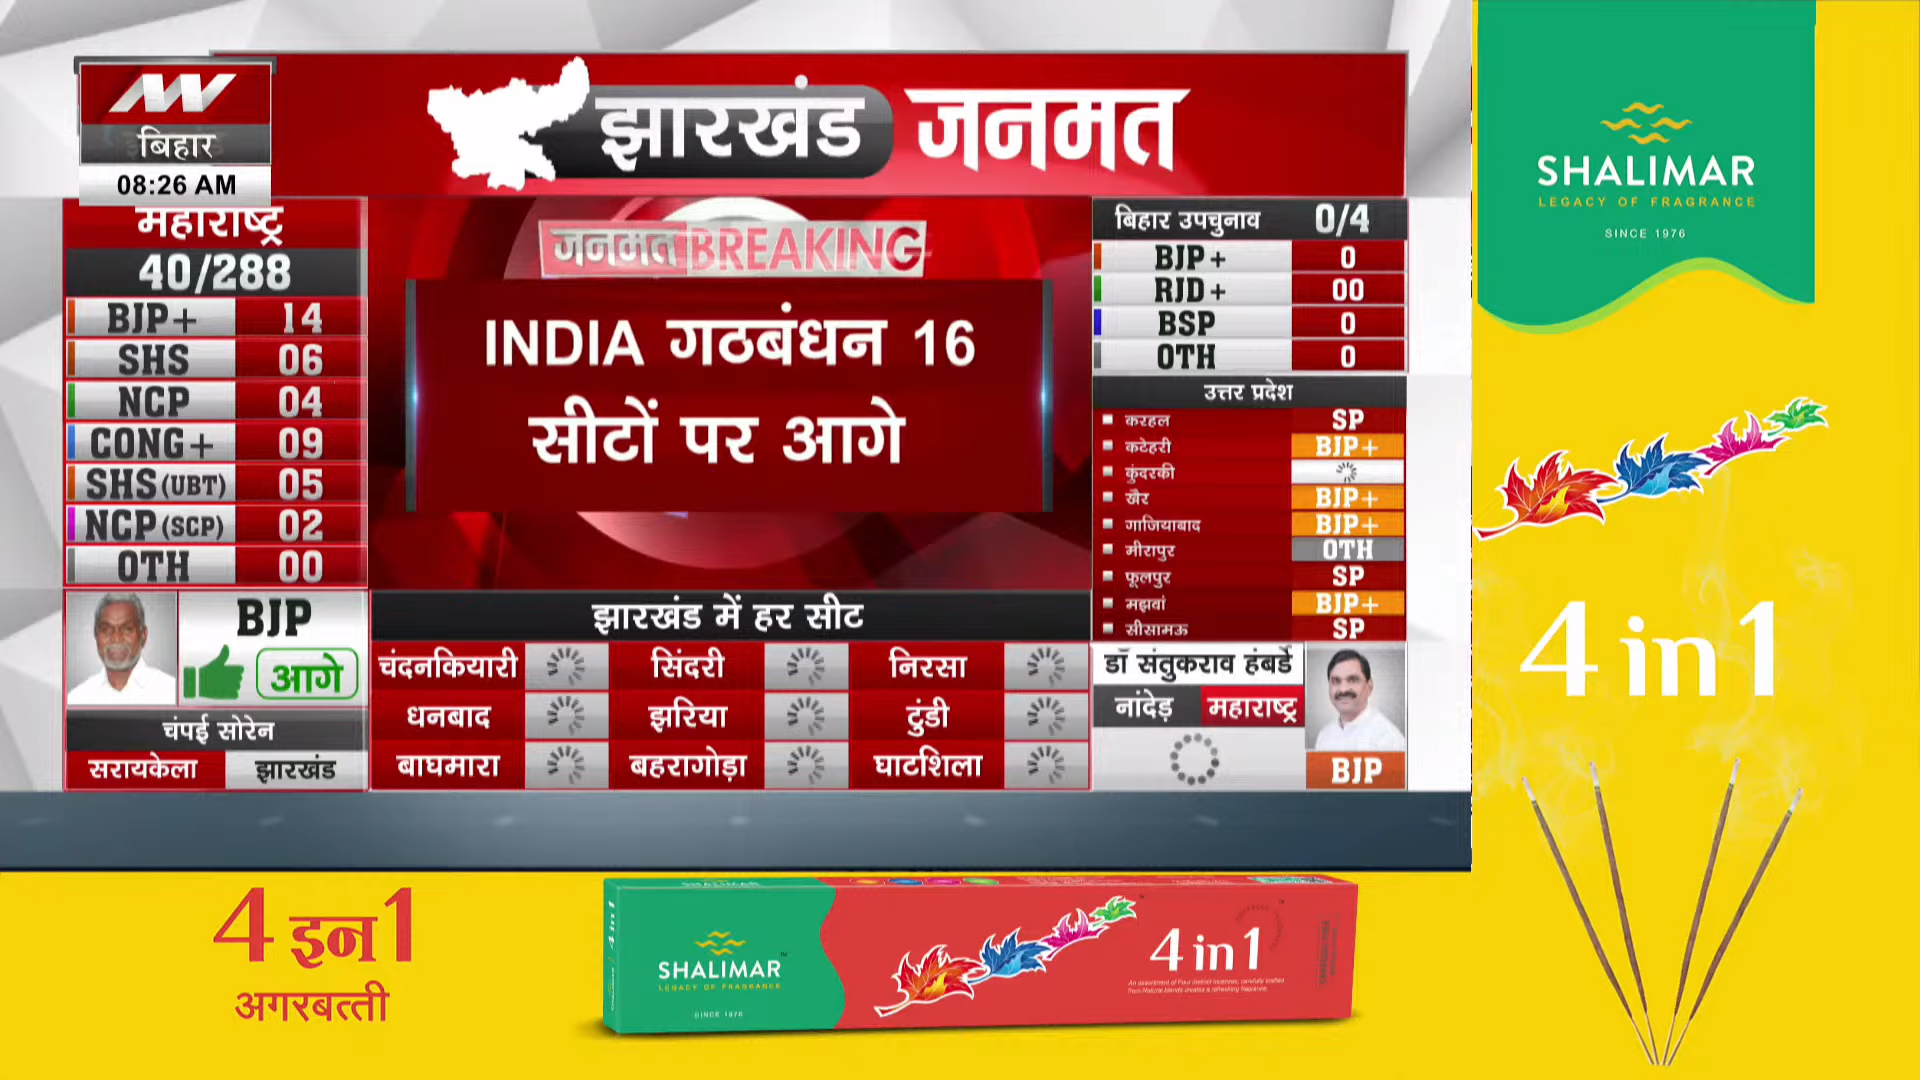 बिहार
08:26 AM
झारखंड जनमत
महाराष्ट्र
40/288
BJP+ 14
SHS 06
NCP 04
CONG+ 09
SHS (UBT) 05
NCP (SCP) 02
OTH 00
BJP
आगे
चंपई सोरेन
सरायकेला झारखंड
जनमत BREAKING
INDIA गठबंधन 16
सीटों पर आगे
झारखंड में हर सीट
चंदनकियारी सिंदरी निरसा
धनबाद झरिया टुंडी
बाघमारा बहरागोड़ा घाटशिला
बिहार उपचुनाव 0/4
BJP+ 0
RJD+ 00
BSP 0
OTH 0
उत्तर प्रदेश
करहल SP
कटेहरी BJP+
कुंदरकी
खैर BJP+
गाजियाबाद BJP+
मीरापुर OTH
फूलपुर SP
मझवां BJP+
सीसामऊ SP
डॉ संतुकराव हंबर्डे
नांदेड़ महाराष्ट्र
BJP
SHALIMAR
LEGACY OF FRAGRANCE
SINCE 1976
4 in 1
4 इन 1
अगरबत्ती
SHALIMAR
LEGACY OF FRAGRANCE
SINCE 1976
4 in 1